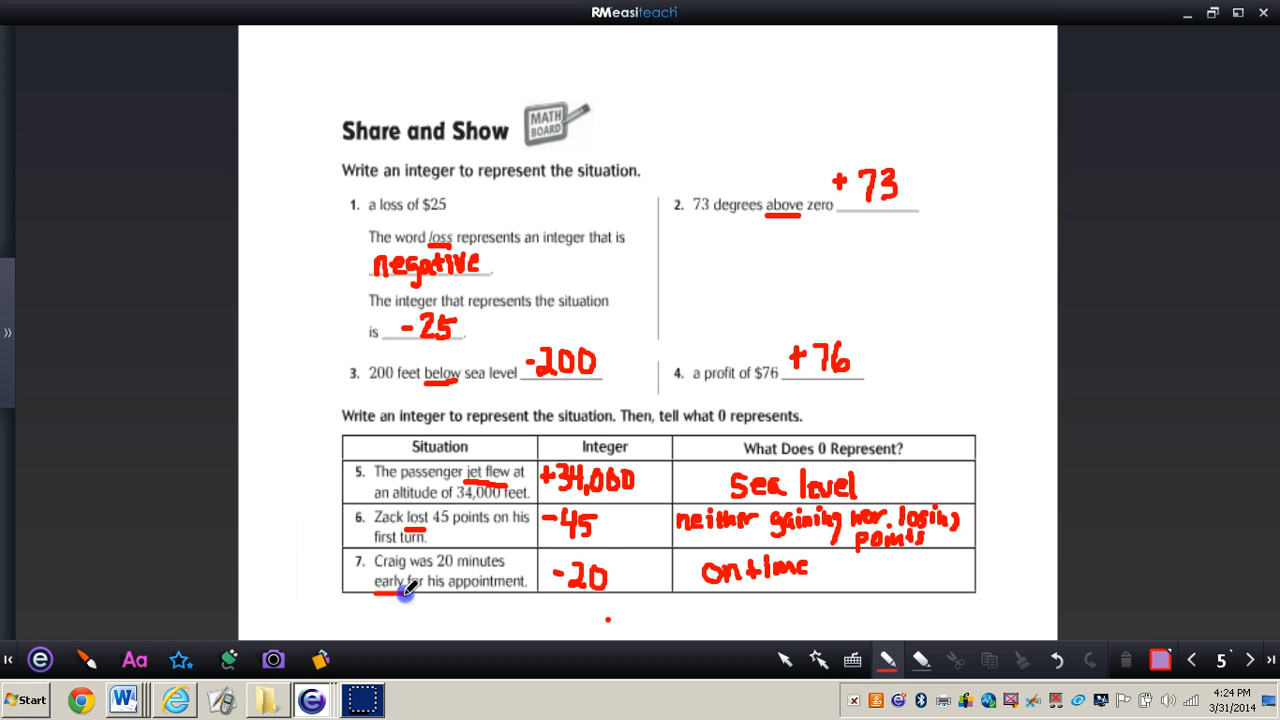 RMeasiteach
Share and Show
MATH
BOARD
Write an integer to represent the situation.
1. a loss of $25
The word loss represents an integer that is
negative.
The integer that represents the situation
is -25.
2. 73 degrees above zero +73
3. 200 feet below sea level -200
4. a profit of $76 +76
Write an integer to represent the situation. Then, tell what 0 represents.
Situation Integer What Does 0 Represent?
5. The passenger jet flew at
an altitude of 34,000 feet.
+34,000
sea level
6. Zack lost 45 points on his
first turn.
-45
neither gaining nor losing
points
7. Craig was 20 minutes
early for his appointment.
-20
on time
Aa
5
Start
4:24 PM
3/31/2014